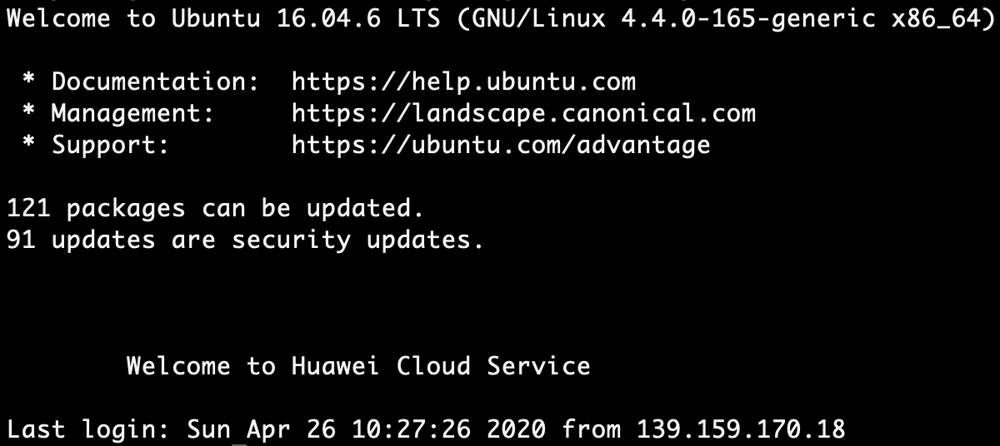 Welcome to Ubuntu 16.04.6 LTS (GNU/Linux 4.4.0-165-generic x86_64)
* Documentation: https://help.ubuntu.com
* Management: https://landscape.canonical.com
* Support: https://ubuntu.com/advantage
121 packages can be updated.
91 updates are security updates.
Welcome to Huawei Cloud Service
Last login: Sun Apr 26 10:27:26 2020 from 139.159.170.18